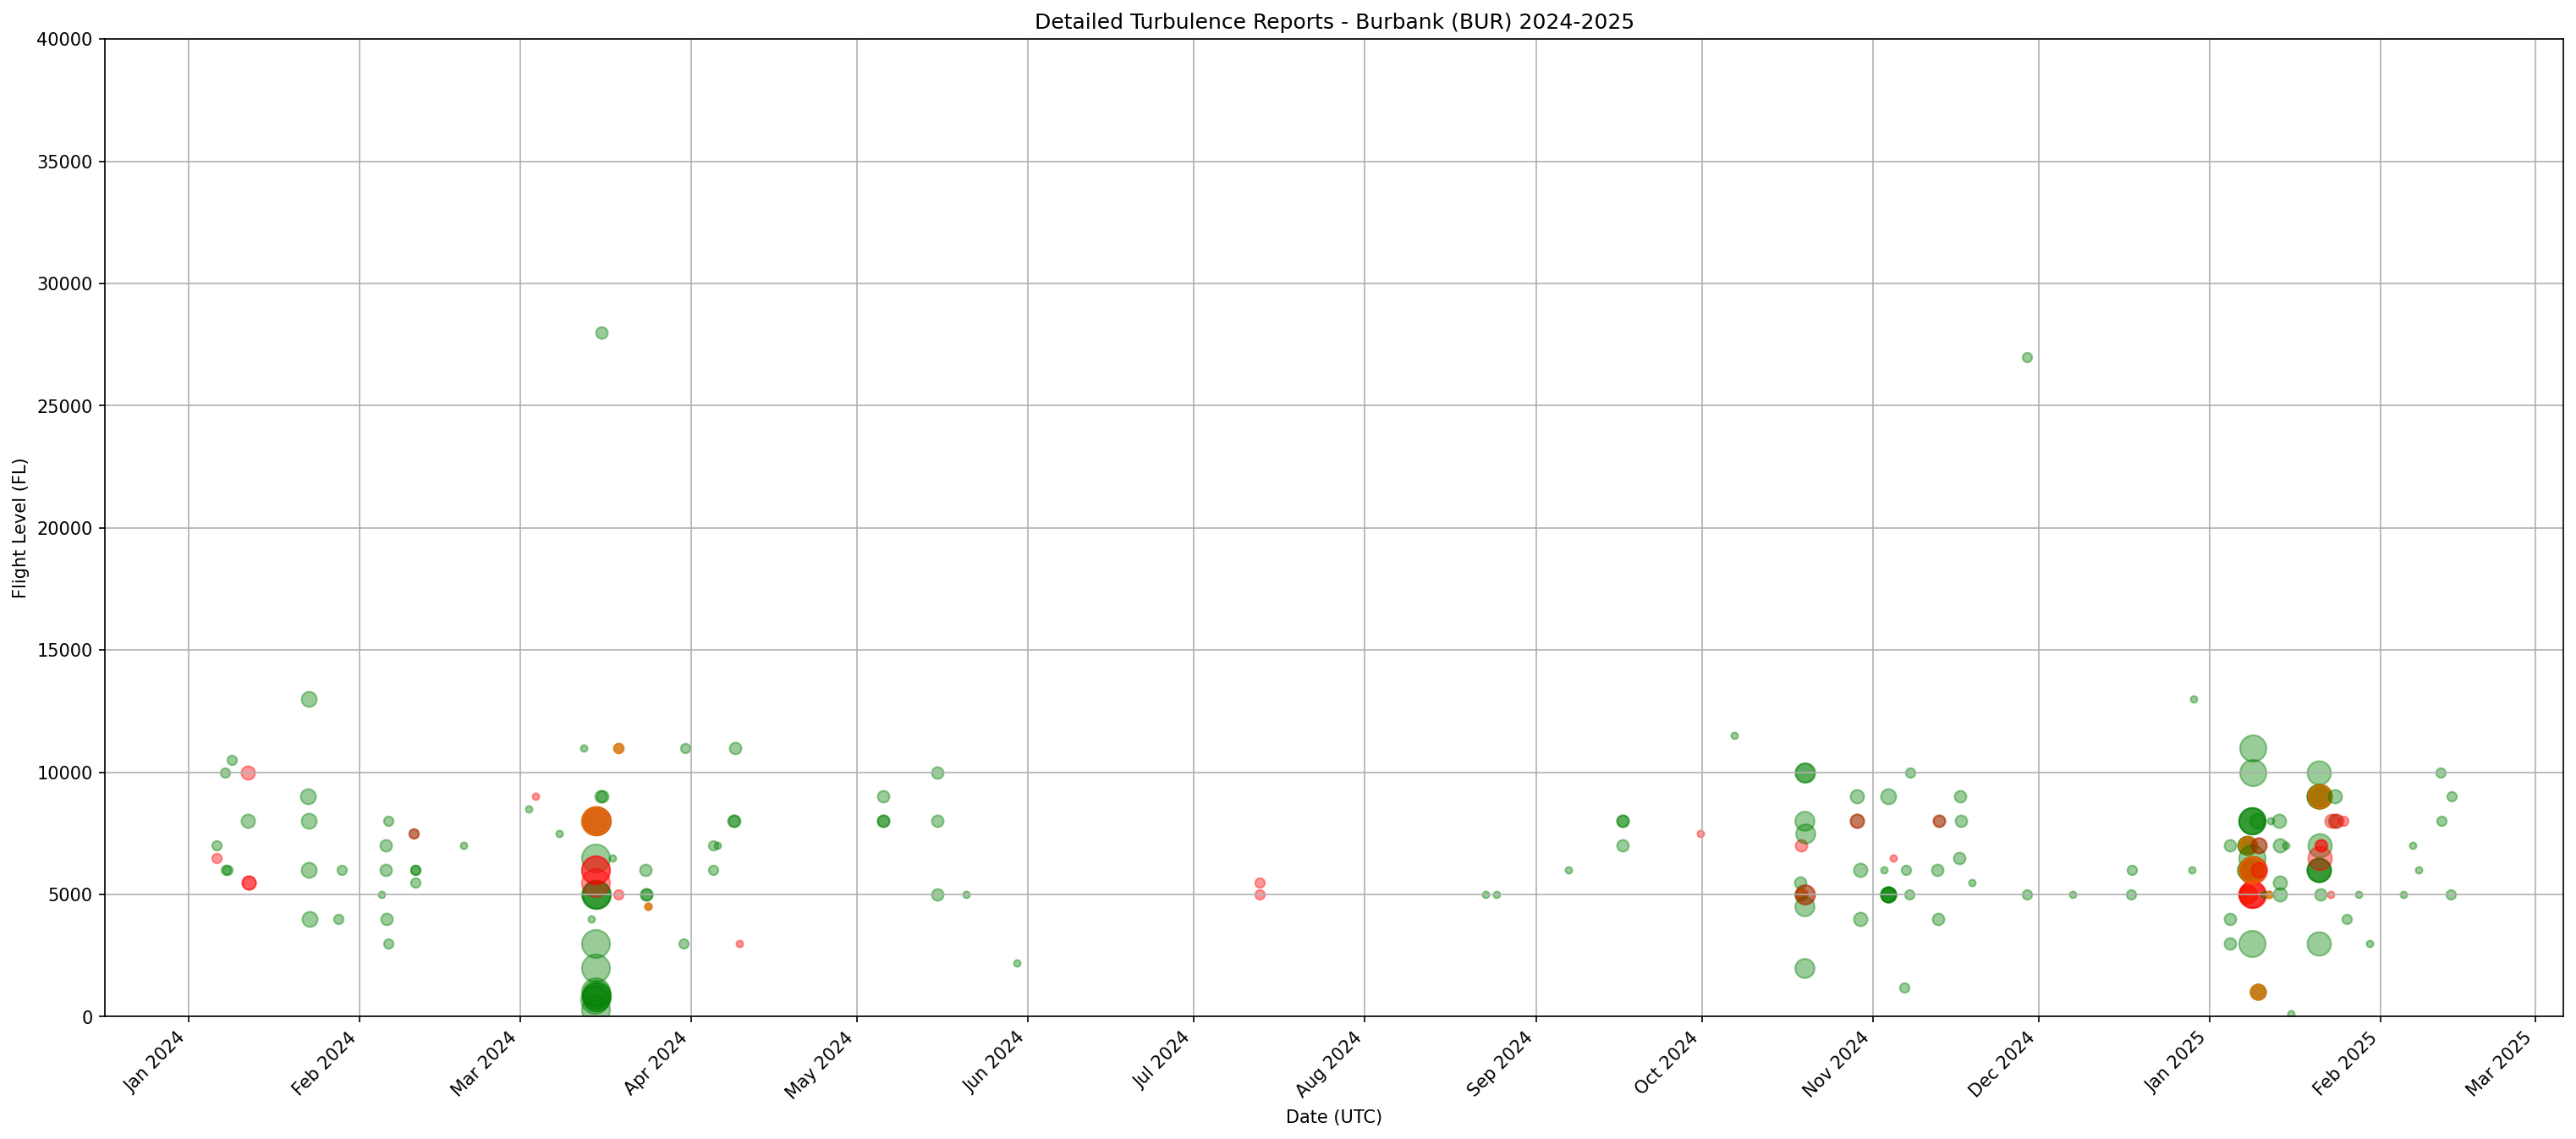 Detailed Turbulence Reports - Burbank (BUR) 2024-2025
40000
35000
30000
25000
20000
15000
10000
5000
0
Flight Level (FL)
Jan 2024
Feb 2024
Mar 2024
Apr 2024
May 2024
Jun 2024
Jul 2024
Aug 2024
Sep 2024
Oct 2024
Nov 2024
Dec 2024
Jan 2025
Feb 2025
Mar 2025
Date (UTC)